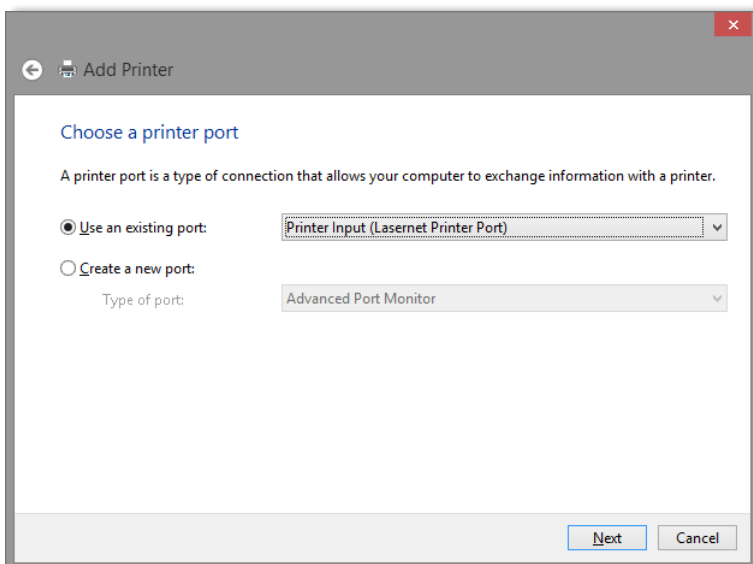 Add Printer
Choose a printer port
A printer port is a type of connection that allows your computer to exchange information with a printer.
Use an existing port: Printer Input (Lasernet Printer Port)
Create a new port:
Type of port: Advanced Port Monitor
Next Cancel